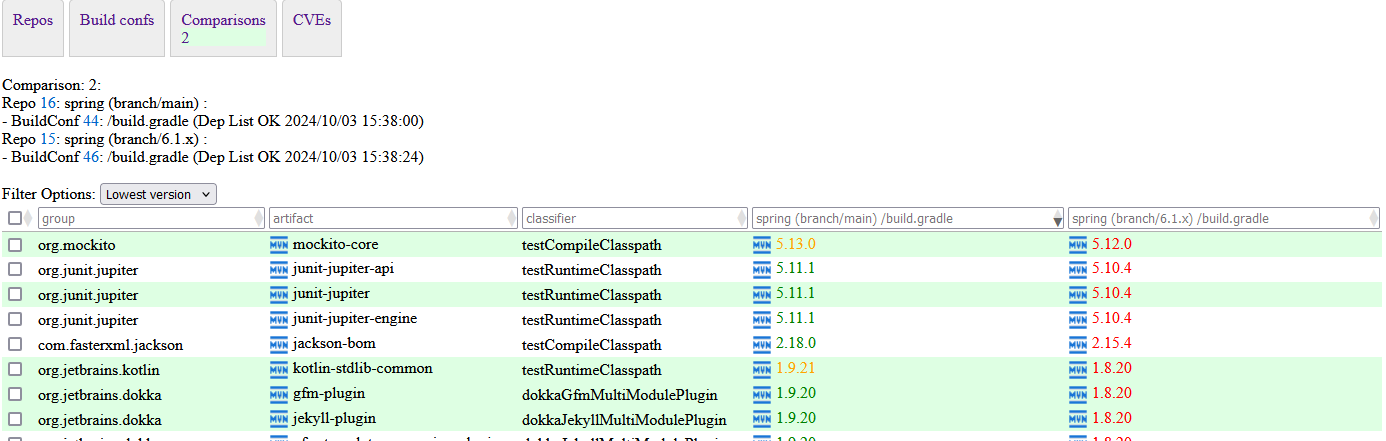 Repos Build confs Comparisons CVEs
2
Comparison: 2:
Repo 16: spring (branch/main) :
- BuildConf 44: /build.gradle (Dep List OK 2024/10/03 15:38:00)
Repo 15: spring (branch/6.1.x) :
- BuildConf 46: /build.gradle (Dep List OK 2024/10/03 15:38:24)
Filter Options: Lowest version
group artifact classifier spring (branch/main) /build.gradle spring (branch/6.1.x) /build.gradle
org.mockito MVN mockito-core testCompileClasspath MVN 5.13.0 MVN 5.12.0
org.junit.jupiter MVN junit-jupiter-api testRuntimeClasspath MVN 5.11.1 MVN 5.10.4
org.junit.jupiter MVN junit-jupiter testRuntimeClasspath MVN 5.11.1 MVN 5.10.4
org.junit.jupiter MVN junit-jupiter-engine testRuntimeClasspath MVN 5.11.1 MVN 5.10.4
com.fasterxml.jackson MVN jackson-bom testCompileClasspath MVN 2.18.0 MVN 2.15.4
org.jetbrains.kotlin MVN kotlin-stdlib-common testRuntimeClasspath MVN 1.9.21 MVN 1.8.20
org.jetbrains.dokka MVN gfm-plugin dokkaGfmMultiModulePlugin MVN 1.9.20 MVN 1.8.20
org.jetbrains.dokka MVN jekyll-plugin dokkaJekyllMultiModulePlugin MVN 1.9.20 MVN 1.8.20